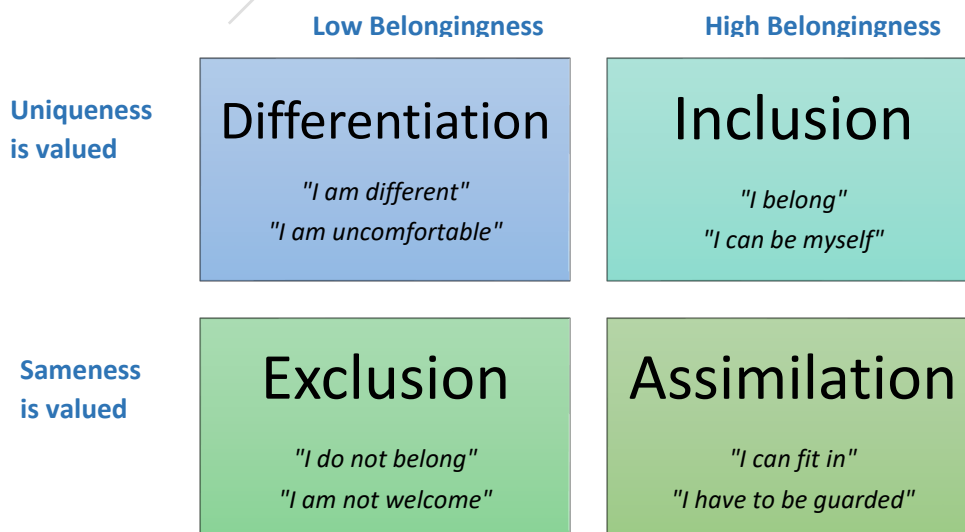 Low Belongingness
High Belongingness
Uniqueness
is valued
Differentiation
"I am different"
"I am uncomfortable"
Inclusion
"I belong"
"I can be myself"
Sameness
is valued
Exclusion
"I do not belong"
"I am not welcome"
Assimilation
"I can fit in"
"I have to be guarded"